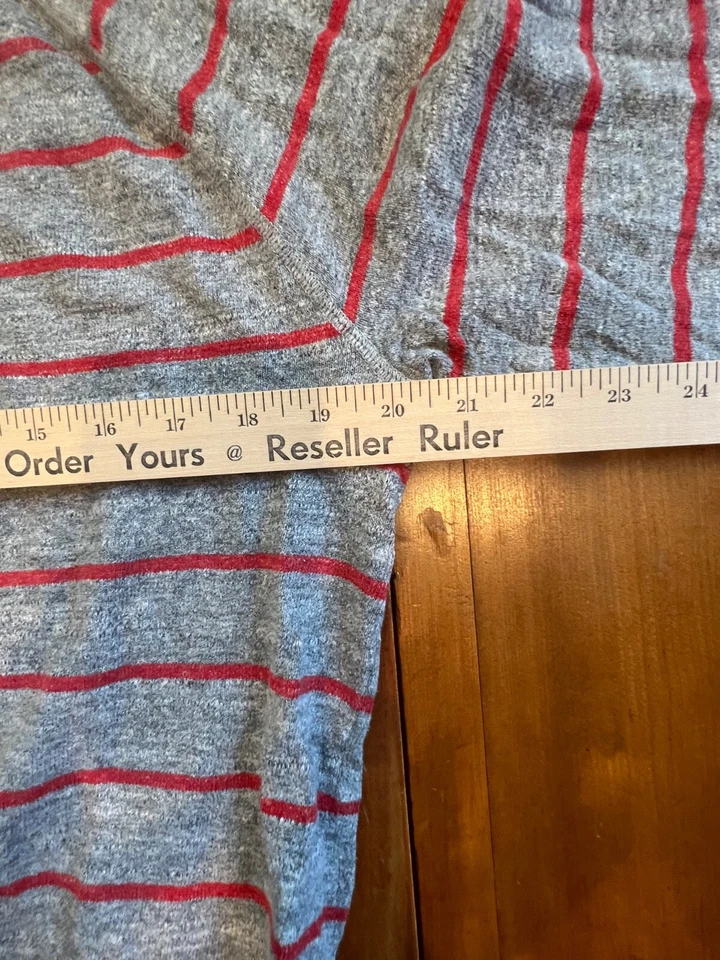 15 16 17 18 19 20 21 22 23 24
Order Yours @ Reseller Ruler